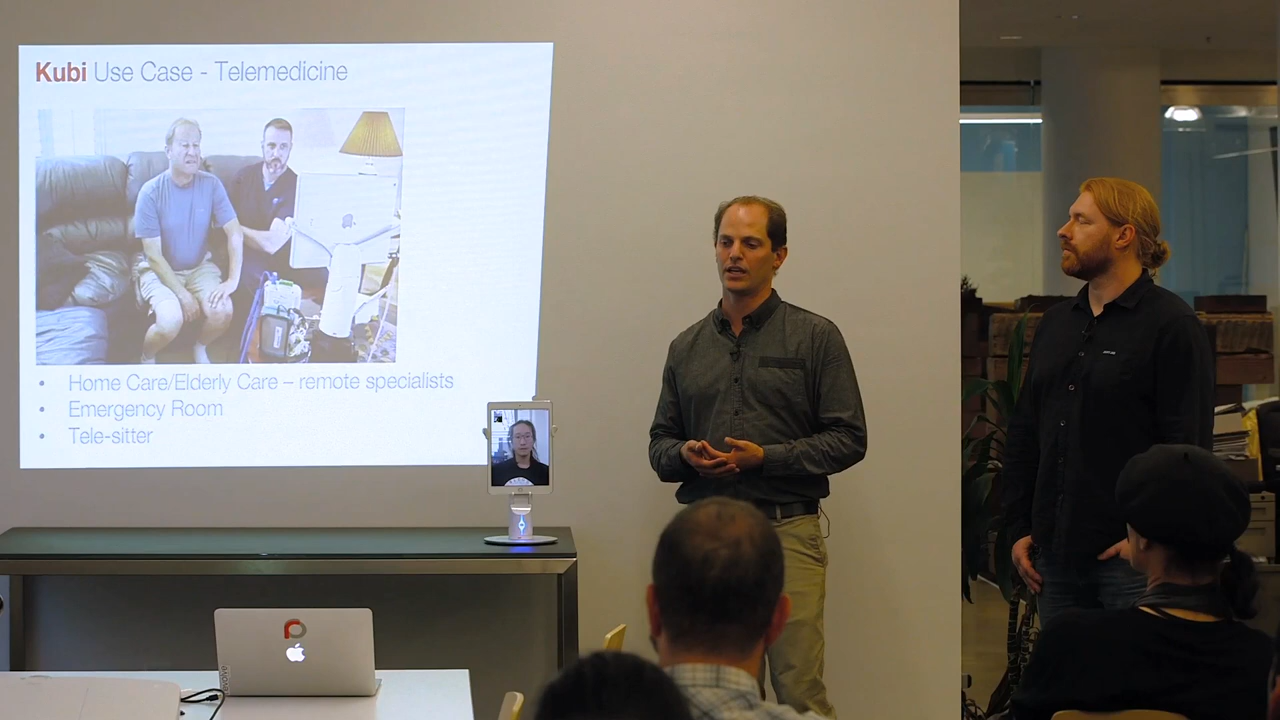 Kubi Use Case - Telemedicine
• Home Care/Elderly Care – remote specialists
• Emergency Room
• Tele-sitter